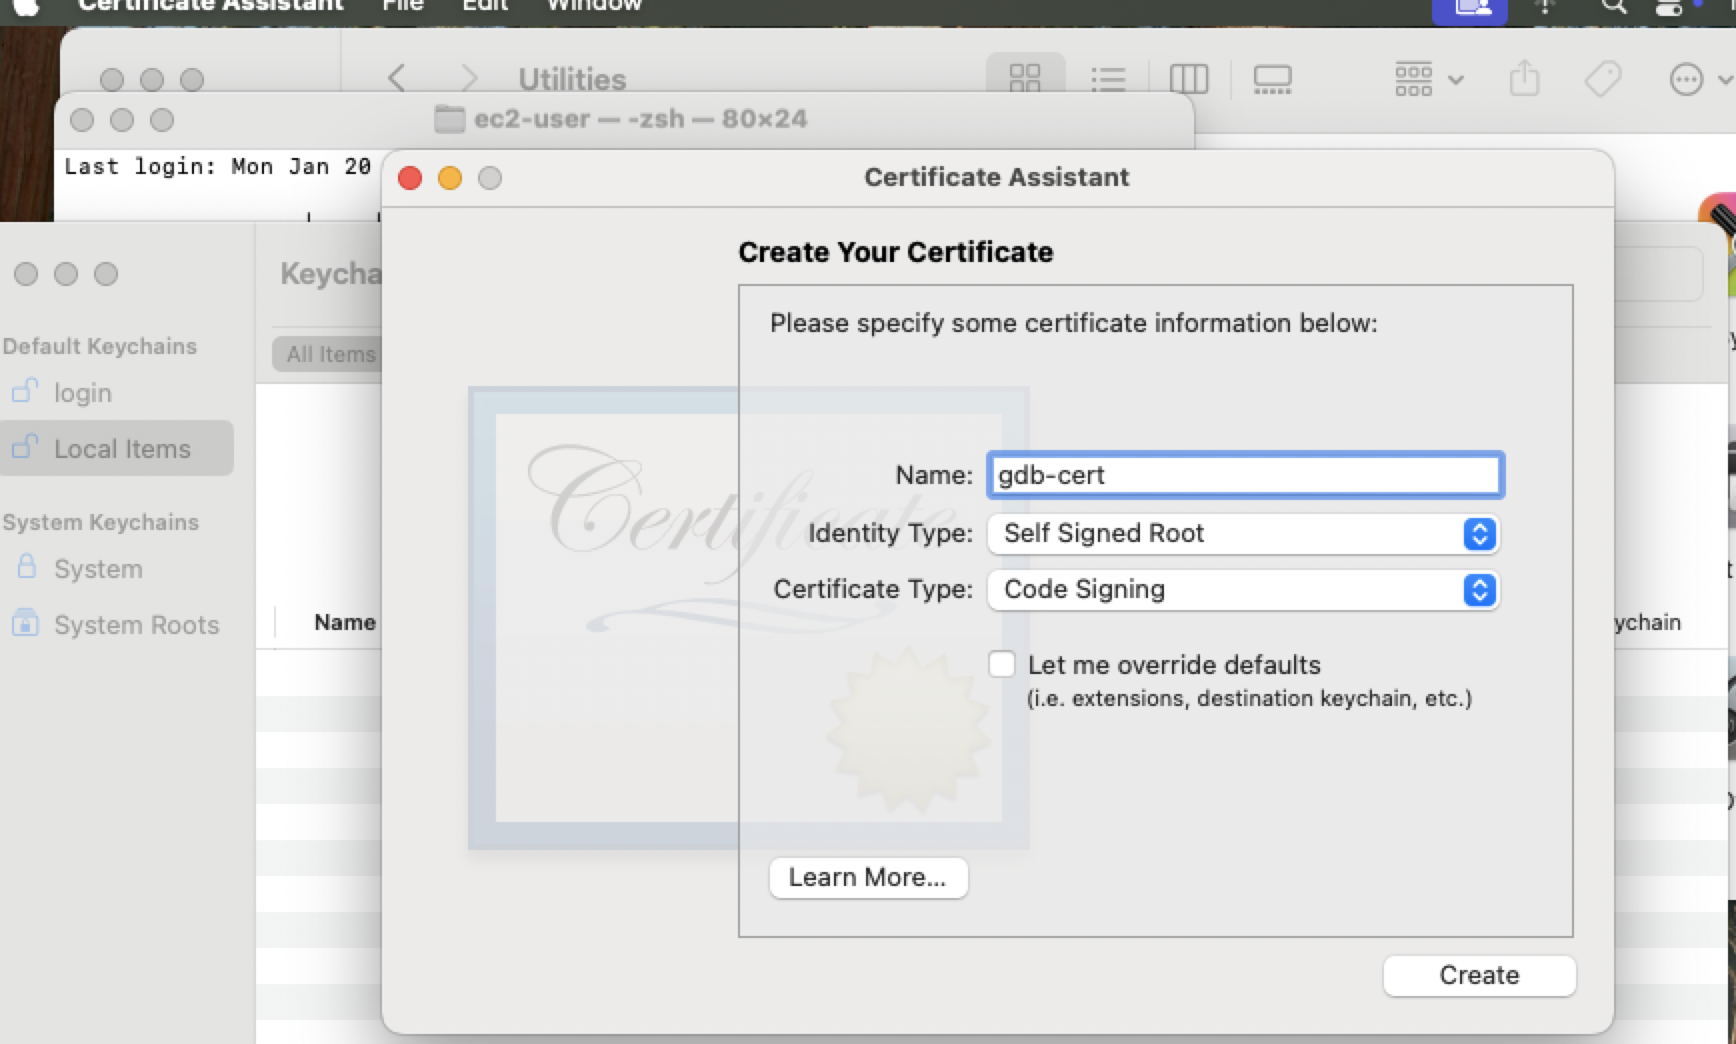 Certificate Assistant File Edit Window
Utilities
ec2-user — -zsh — 80×24
Last login: Mon Jan 20
Certificate Assistant
Create Your Certificate
Keycha
Please specify some certificate information below:
Default Keychains
All Items
login
Local Items
Certificate
Name: gdb-cert
System Keychains
Identity Type: Self Signed Root
System
Certificate Type: Code Signing
System Roots
Name
ychain
Let me override defaults
(i.e. extensions, destination keychain, etc.)
Learn More...
Create